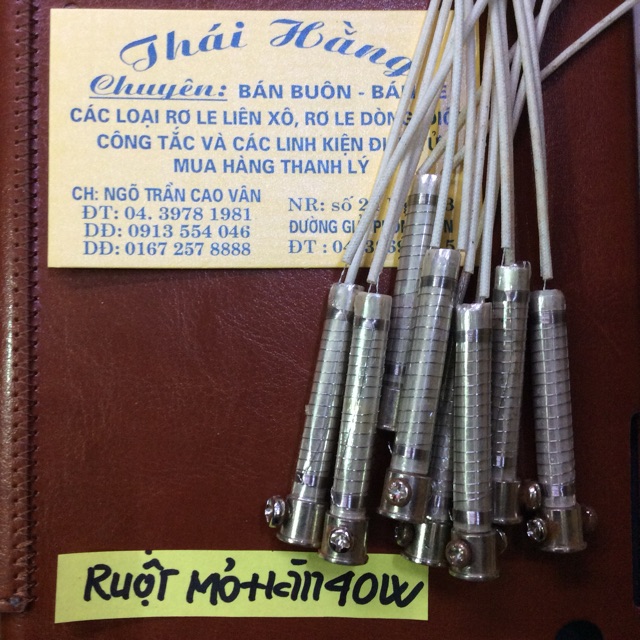 Thái Hằng
Chuyên: BÁN BUÔN - BÁN
CÁC LOẠI RƠ LE LIÊN XÔ, RƠ LE DÒNG
CÔNG TẮC VÀ CÁC LINH KIỆN
MUA HÀNG THANH LÝ
CH: NGÕ TRẦN CAO VÂN
ĐT: 04. 3978 1981
DĐ: 0913 554 046
DĐ: 0167 257 8888
NR: số
ĐƯỜNG
ĐT :
RUỘT MỎ HÀN 40W